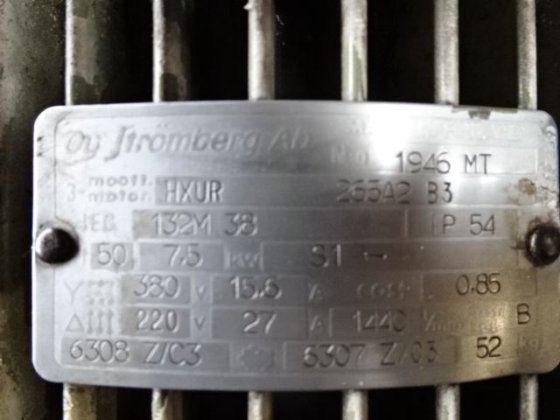 Oy Strömberg Ab No 1946 MT
3-moott. motor. HXUR 265A2 B3
IEC 132M 38 IP 54
50 7,5 kW S1 -
Y 380 V 15,6 A cosφ 0,85
Δ 220 V 27 A 1440 B
6308 Z/C3 6307 Z/C3 52 kg